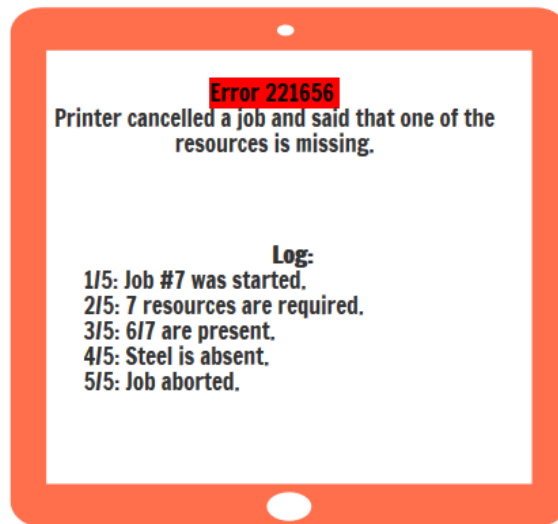 Error 221656
Printer cancelled a job and said that one of the
resources is missing.
Log:
1/5: Job #7 was started.
2/5: 7 resources are required.
3/5: 6/7 are present.
4/5: Steel is absent.
5/5: Job aborted.